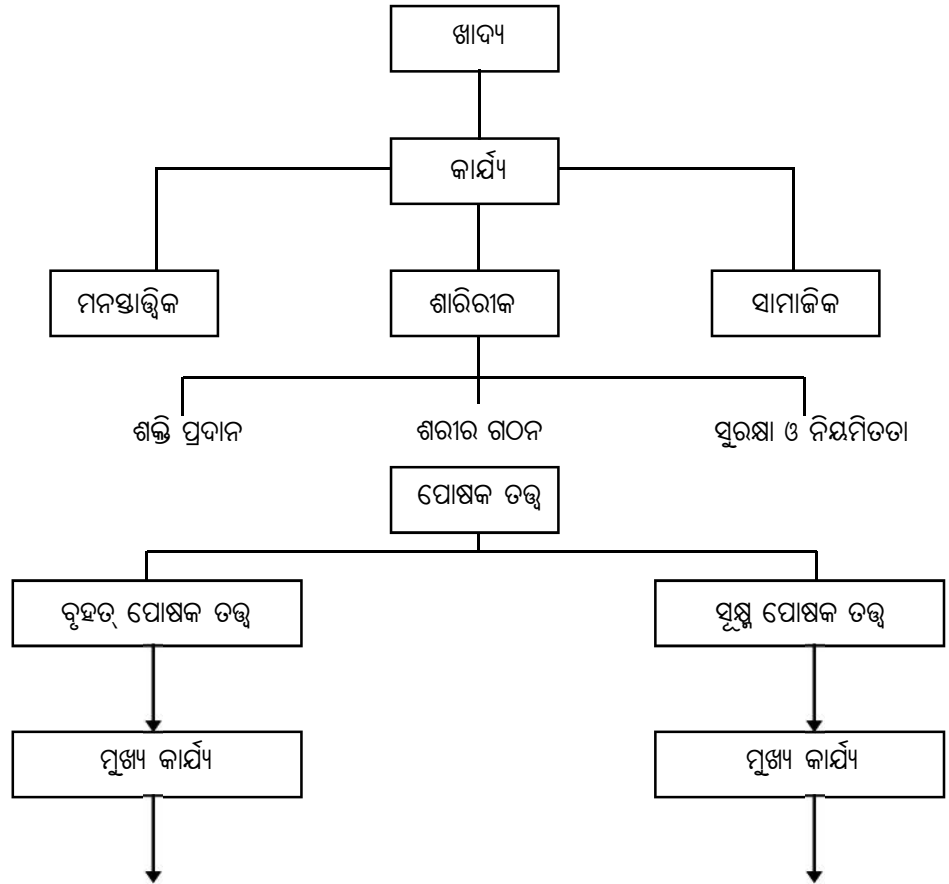 ଖାଦ୍ୟ
କାର୍ଯ୍ୟ
ମନସ୍ତାତ୍ତ୍ୱିକ ଶାରିରୀକ ସାମାଜିକ
ଶକ୍ତି ପ୍ରଦାନ ଶରୀର ଗଠନ ସୁରକ୍ଷା ଓ ନିୟମିତତା
ପୋଷକ ତତ୍ତ୍ୱ
ବୃହତ୍ ପୋଷକ ତତ୍ତ୍ୱ ସୂକ୍ଷ୍ମ ପୋଷକ ତତ୍ତ୍ୱ
ମୁଖ୍ୟ କାର୍ଯ୍ୟ ମୁଖ୍ୟ କାର୍ଯ୍ୟ